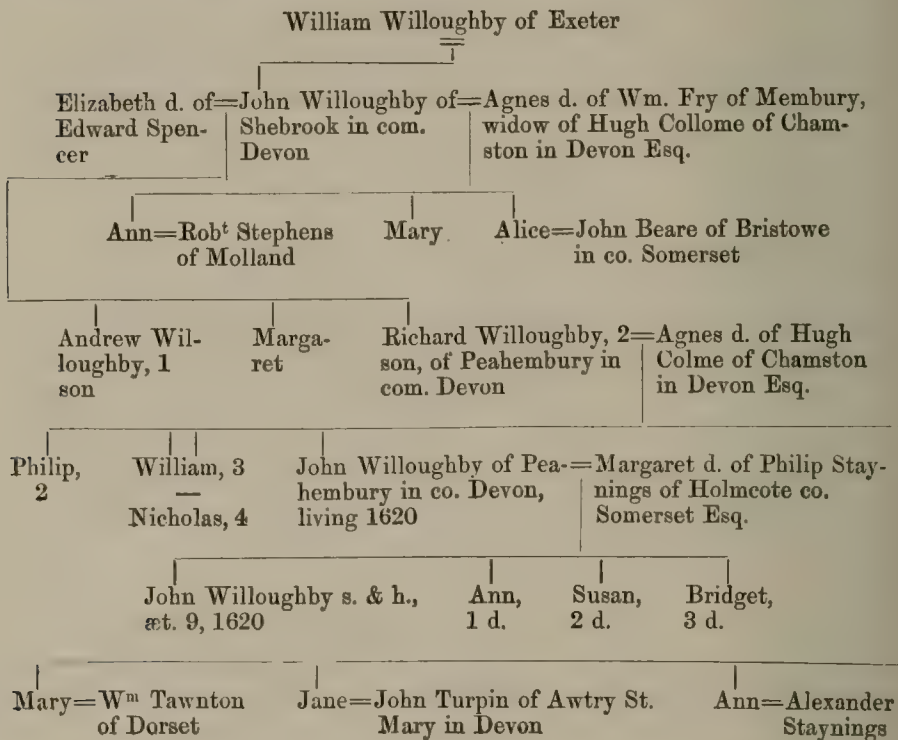 William Willoughby of Exeter
Elizabeth d. of=John Willoughby of=Agnes d. of Wm. Fry of Membury,
Edward Spen- Shebrook in com. widow of Hugh Collome of Cham-
cer Devon ston in Devon Esq.
Ann=Robᵗ Stephens Mary Alice=John Beare of Bristowe
of Molland in co. Somerset
Andrew Wil- Marga- Richard Willoughby, 2=Agnes d. of Hugh
loughby, 1 ret son, of Peahembury in Colme of Chamston
son com. Devon in Devon Esq.
Philip, William, 3 John Willoughby of Pea-=Margaret d. of Philip Stay-
2 — hembury in co. Devon, nings of Holmcote co.
Nicholas, 4 living 1620 Somerset Esq.
John Willoughby s. & h., Ann, Susan, Bridget,
æt. 9, 1620 1 d. 2 d. 3 d.
Mary=Wᵐ Tawnton Jane=John Turpin of Awtry St. Ann=Alexander
of Dorset Mary in Devon Staynings